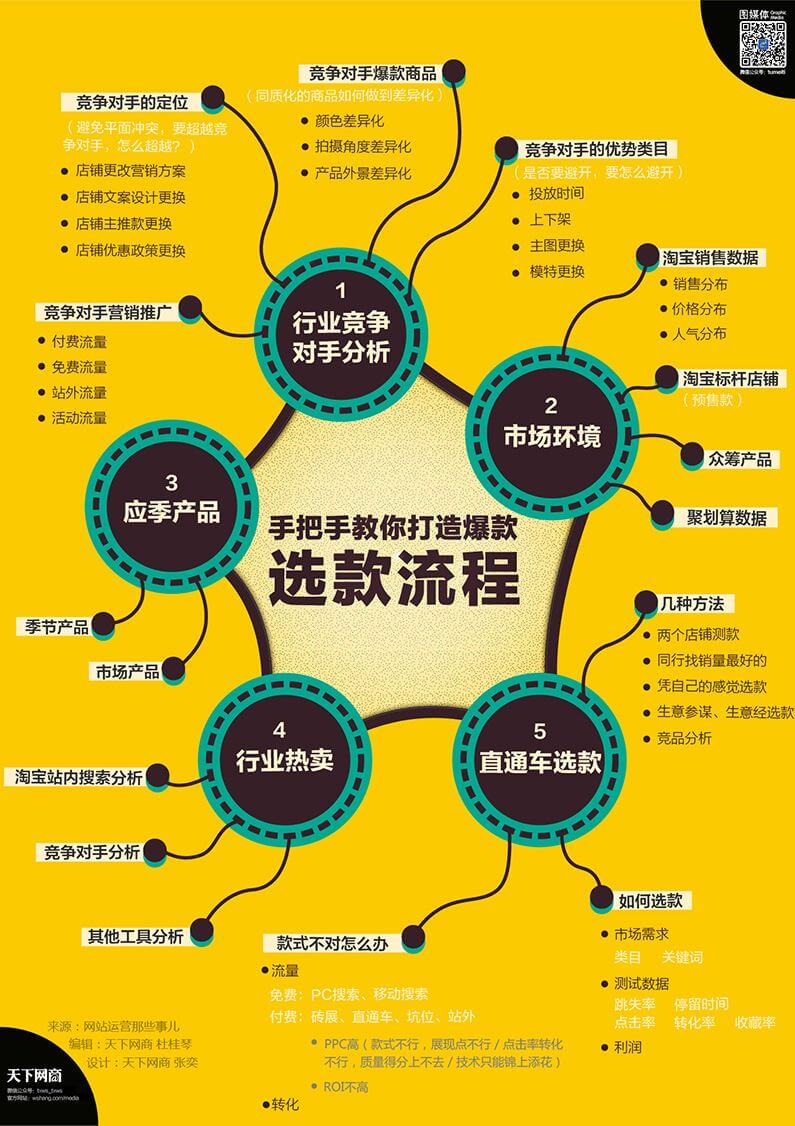 图媒体 Graphic Media
微信公众号：tumeiti
竞争对手爆款商品
（同质化的商品如何做到差异化）
颜色差异化
拍摄角度差异化
产品外景差异化
竞争对手的定位
（避免平面冲突，要超越竞
争对手，怎么超越？）
店铺更改营销方案
店铺文案设计更换
店铺主推款更换
店铺优惠政策更换
竞争对手的优势类目
（是否要避开，要怎么避开）
投放时间
上下架
主图更换
模特更换
竞争对手营销推广
付费流量
免费流量
站外流量
活动流量
1
行业竞争
对手分析
淘宝销售数据
销售分布
价格分布
人气分布
淘宝标杆店铺
（预售款）
众筹产品
聚划算数据
2
市场环境
3
应季产品
季节产品
市场产品
手把手教你打造爆款
选款流程
4
行业热卖
淘宝站内搜索分析
竞争对手分析
其他工具分析
5
直通车选款
几种方法
两个店铺测款
同行找销量最好的
凭自己的感觉选款
生意参谋、生意经选款
竞品分析
如何选款
市场需求
类目 关键词
测试数据
跳失率 停留时间
点击率 转化率 收藏率
利润
款式不对怎么办
流量
免费：PC搜索、移动搜索
付费：砖展、直通车、坑位、站外
PPC高（款式不行，展现点不行 / 点击率转化
不行，质量得分上不去 / 技术只能锦上添花）
ROI不高
转化
来源：网站运营那些事儿
编辑：天下网商 杜桂琴
设计：天下网商 张奕
天下网商
微信公众号：txws_txws
官方网站：wshang.com/media